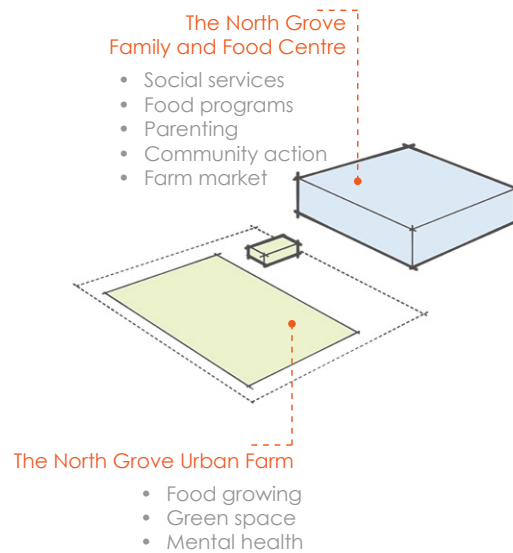 The North Grove
Family and Food Centre
• Social services
• Food programs
• Parenting
• Community action
• Farm market
The North Grove Urban Farm
• Food growing
• Green space
• Mental health